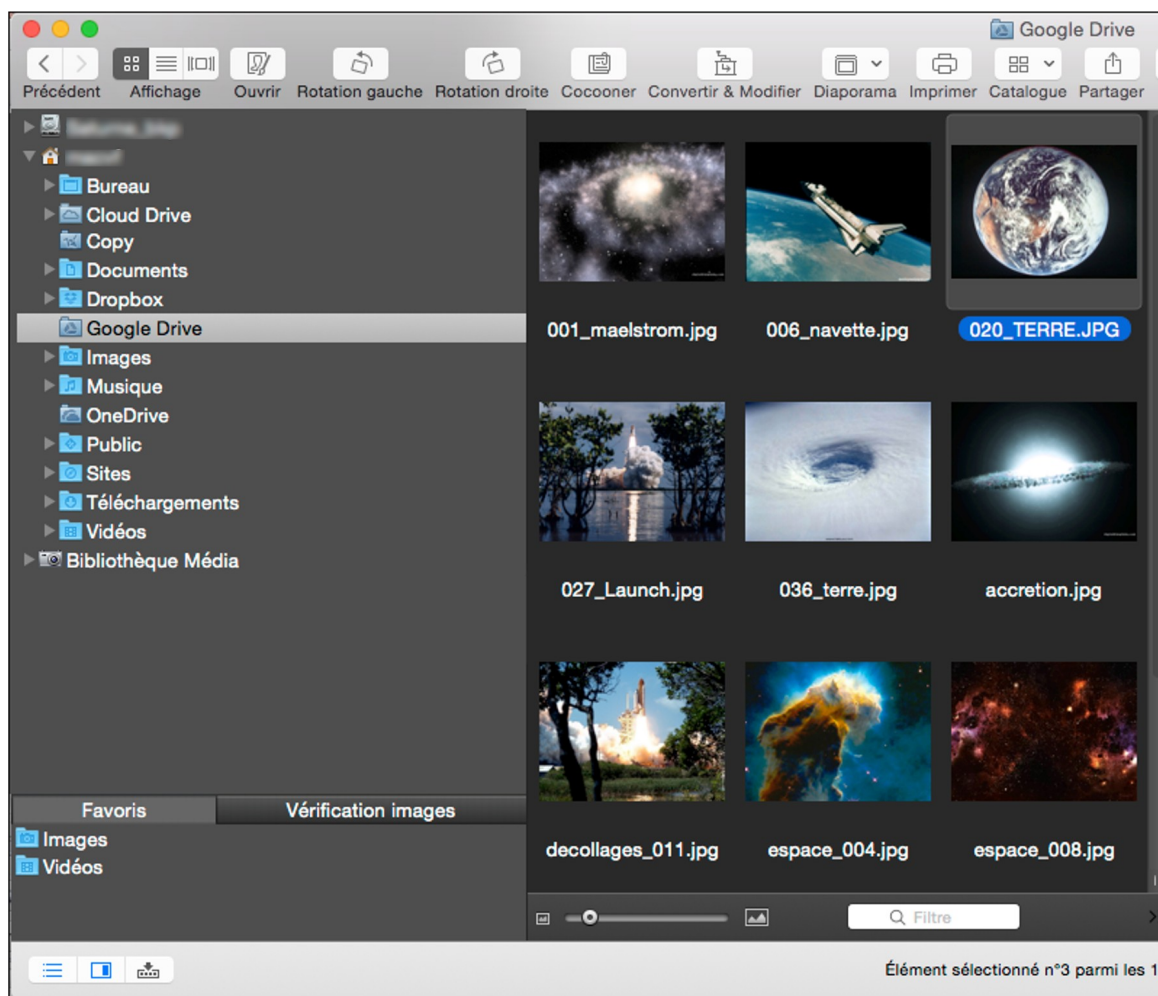 Google Drive
Précédent Affichage Ouvrir Rotation gauche Rotation droite Cocooner Convertir & Modifier Diaporama Imprimer Catalogue Partager
Bureau
Cloud Drive
Copy
Documents
Dropbox
Google Drive
Images
Musique
OneDrive
Public
Sites
Téléchargements
Vidéos
Bibliothèque Média
Favoris Vérification images
Images
Vidéos
001_maelstrom.jpg 006_navette.jpg 020_TERRE.JPG
027_Launch.jpg 036_terre.jpg accretion.jpg
decollages_011.jpg espace_004.jpg espace_008.jpg
Filtre
Élément sélectionné n°3 parmi les 1